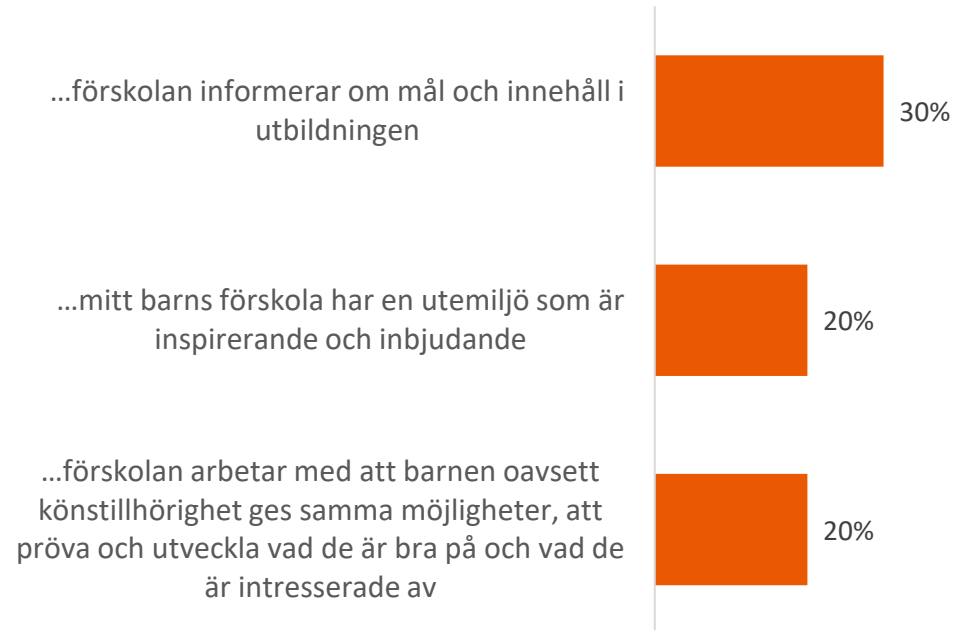 ...förskolan informerar om mål och innehåll i
utbildningen
30%
...mitt barns förskola har en utemiljö som är
inspirerande och inbjudande
20%
...förskolan arbetar med att barnen oavsett
könstillhörighet ges samma möjligheter, att
pröva och utveckla vad de är bra på och vad de
är intresserade av
20%